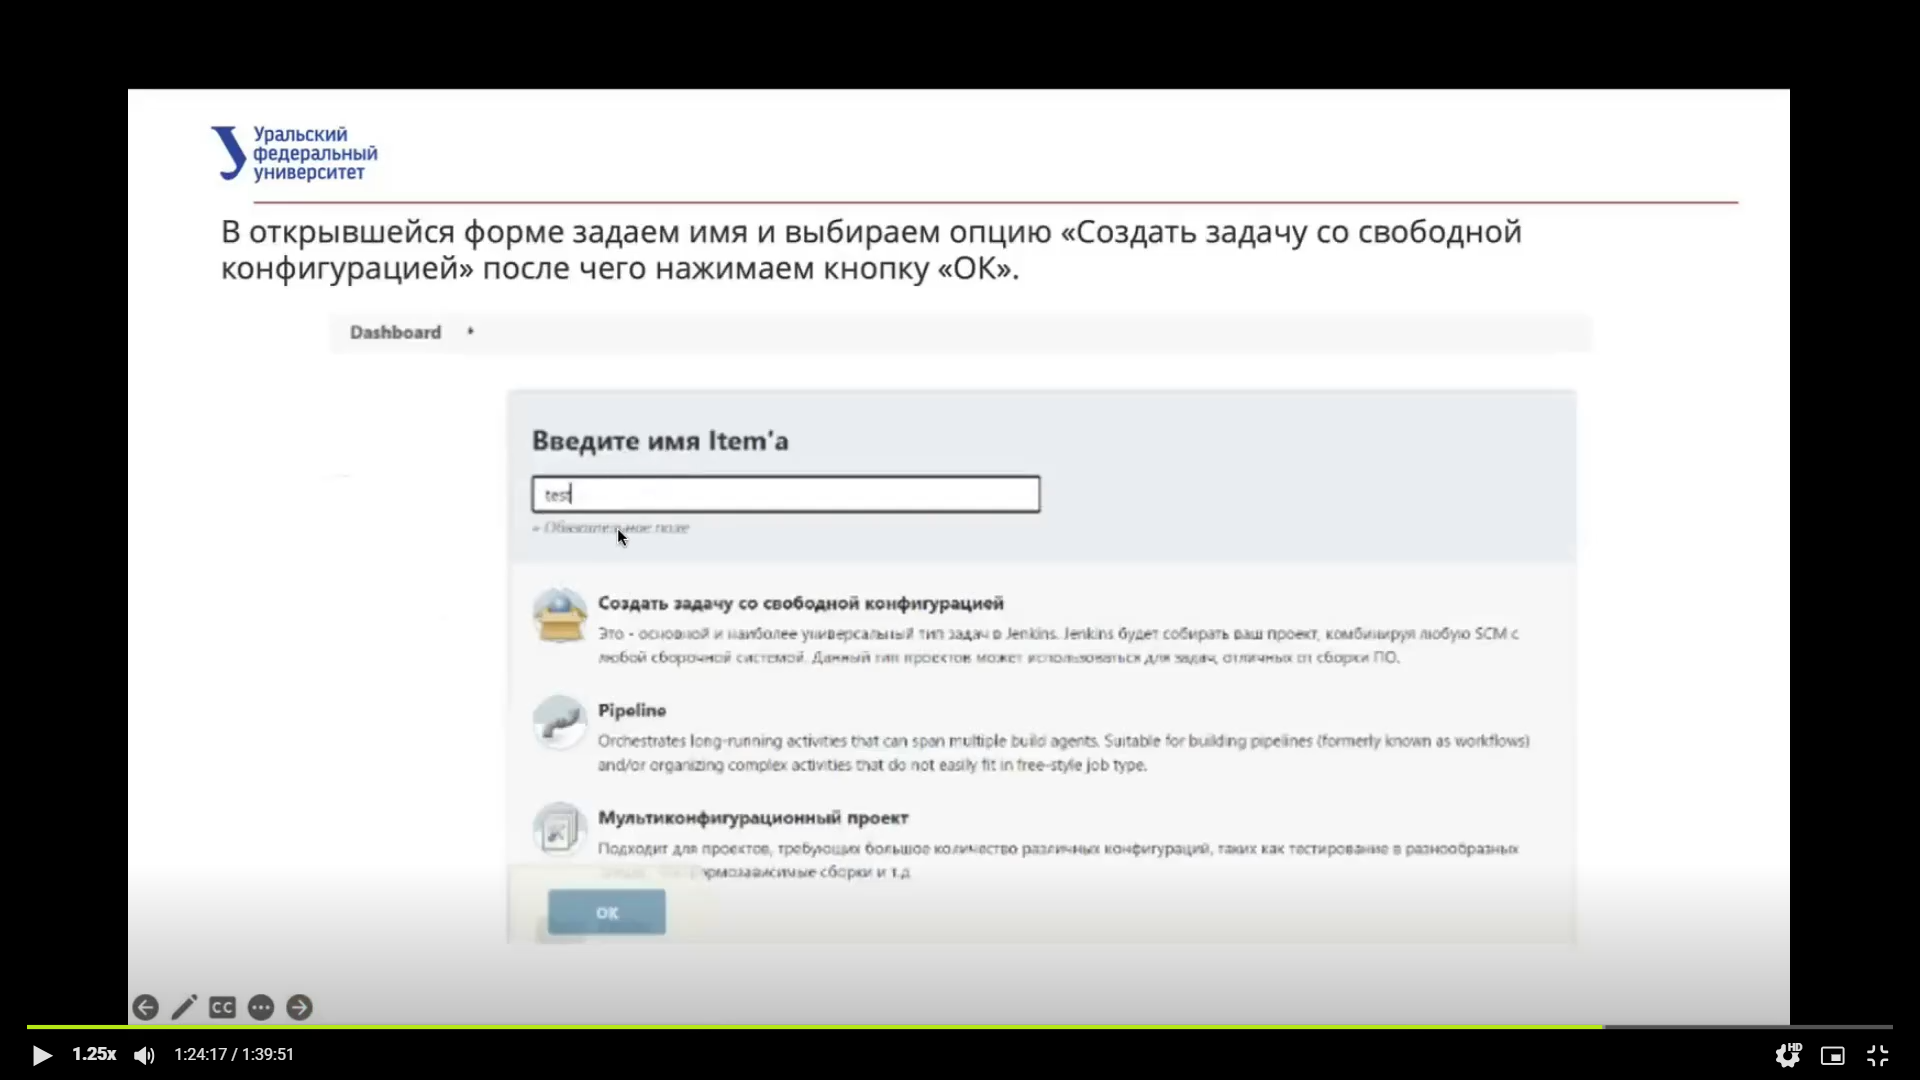 Уральский
федеральный
университет
В открывшейся форме задаем имя и выбираем опцию «Создать задачу со свободной
конфигурацией» после чего нажимаем кнопку «ОК».
Dashboard
Введите имя Item'а
test
» Обязательное поле
Создать задачу со свободной конфигурацией
Это - основной и наиболее универсальный тип задач в Jenkins. Jenkins будет собирать ваш проект, комбинируя любую SCM с
любой сборочной системой. Данный тип проектов может использоваться для задач, отличных от сборки ПО.
Pipeline
Orchestrates long-running activities that can span multiple build agents. Suitable for building pipelines (formerly known as workflows)
and/or organizing complex activities that do not easily fit in free-style job type.
Мультиконфигурационный проект
Подходит для проектов, требующих большое количество различных конфигураций, таких как тестирование в разнообразных
сборки и т.д
OK
CC
1.25x
1:24:17 / 1:39:51
HD